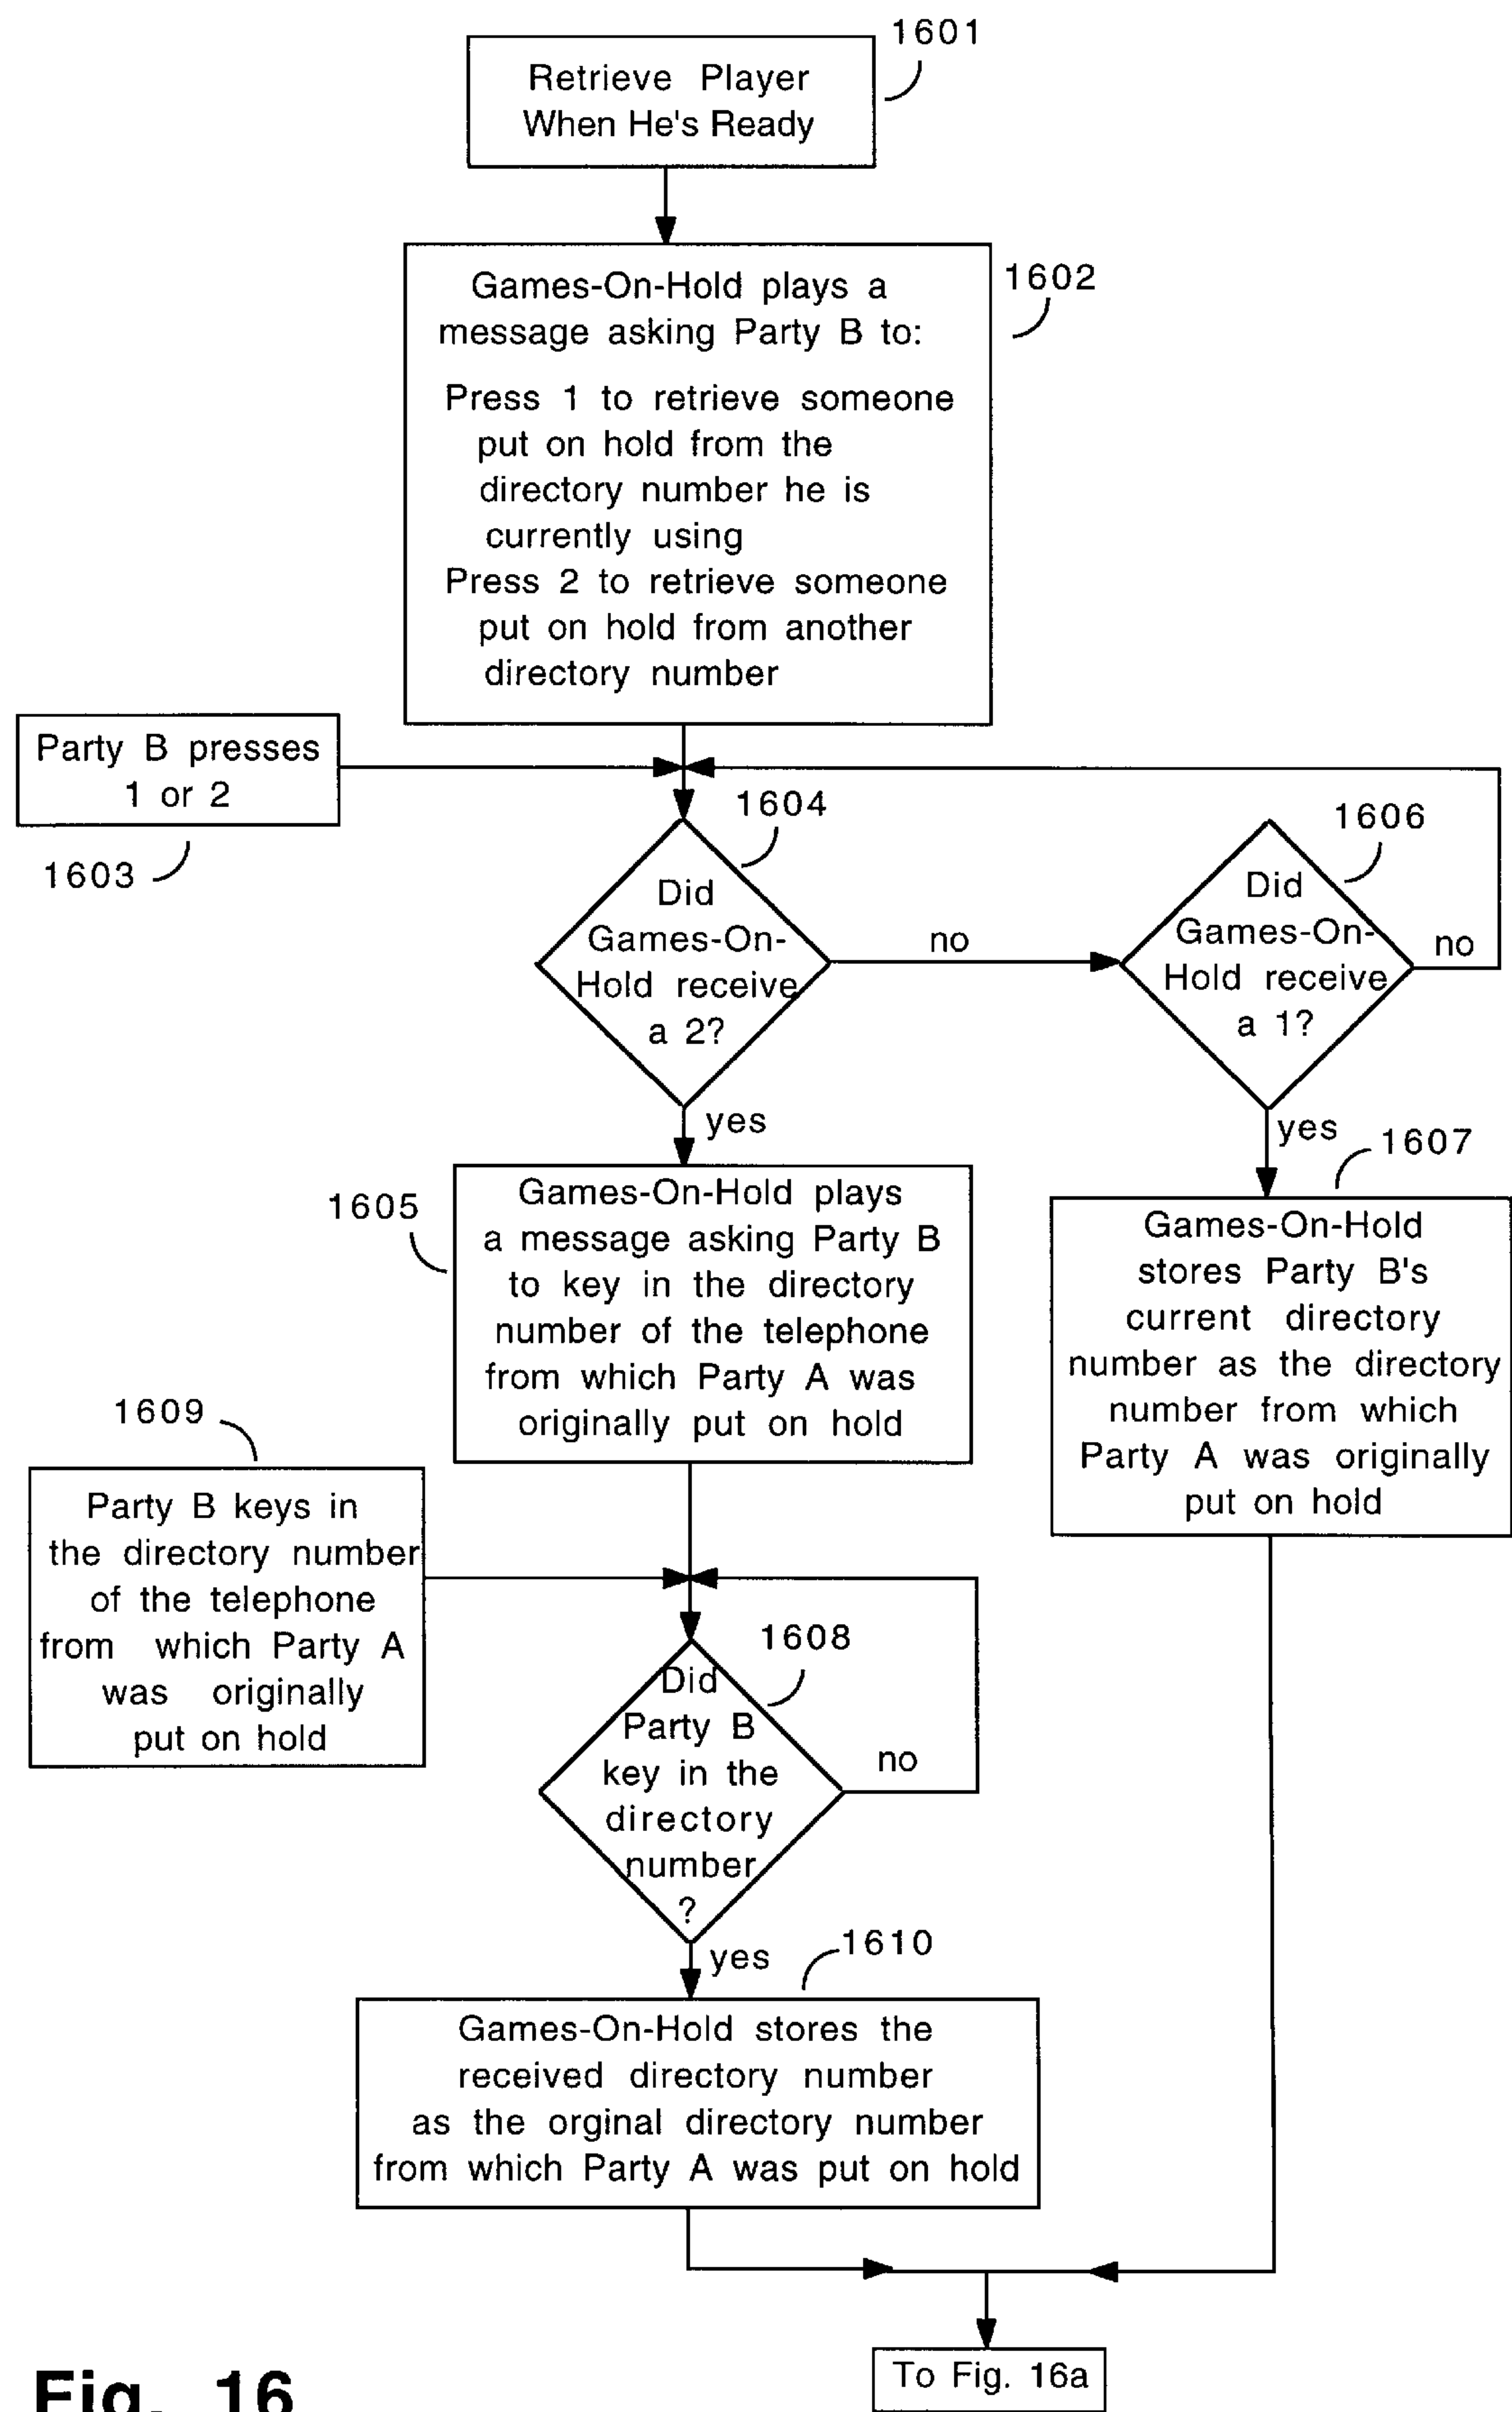 1601
Retrieve Player
When He's Ready
1602
Games-On-Hold plays a
message asking Party B to:
Press 1 to retrieve someone
put on hold from the
directory number he is
currently using
Press 2 to retrieve someone
put on hold from another
directory number
Party B presses
1 or 2
1603
1604
Did
Games-On-
Hold receive
a 2?
no
1606
Did
Games-On-
Hold receive
a 1?
no
yes
yes
1605
Games-On-Hold plays
a message asking Party B
to key in the directory
number of the telephone
from which Party A was
originally put on hold
1607
Games-On-Hold
stores Party B's
current directory
number as the directory
number from which
Party A was originally
put on hold
1609
Party B keys in
the directory number
of the telephone
from which Party A
was originally
put on hold
1608
Did
Party B
key in the
directory
number
?
no
yes
1610
Games-On-Hold stores the
received directory number
as the orginal directory number
from which Party A was put on hold
To Fig. 16a
Fig. 16